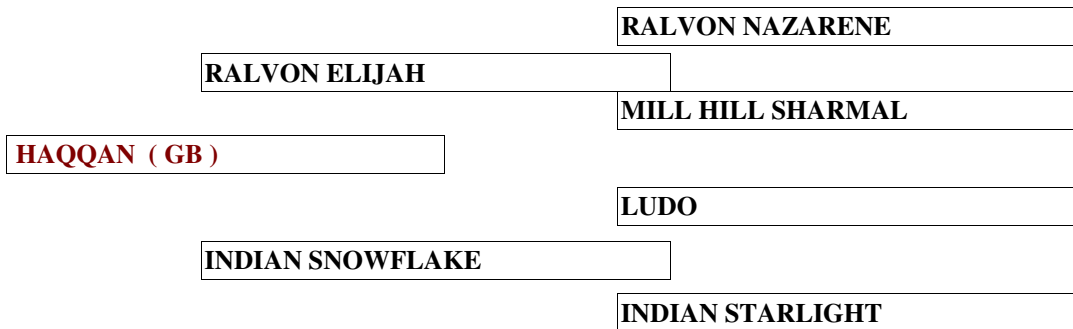 RALVON NAZARENE
RALVON ELIJAH
MILL HILL SHARMAL
HAQQAN ( GB )
LUDO
INDIAN SNOWFLAKE
INDIAN STARLIGHT